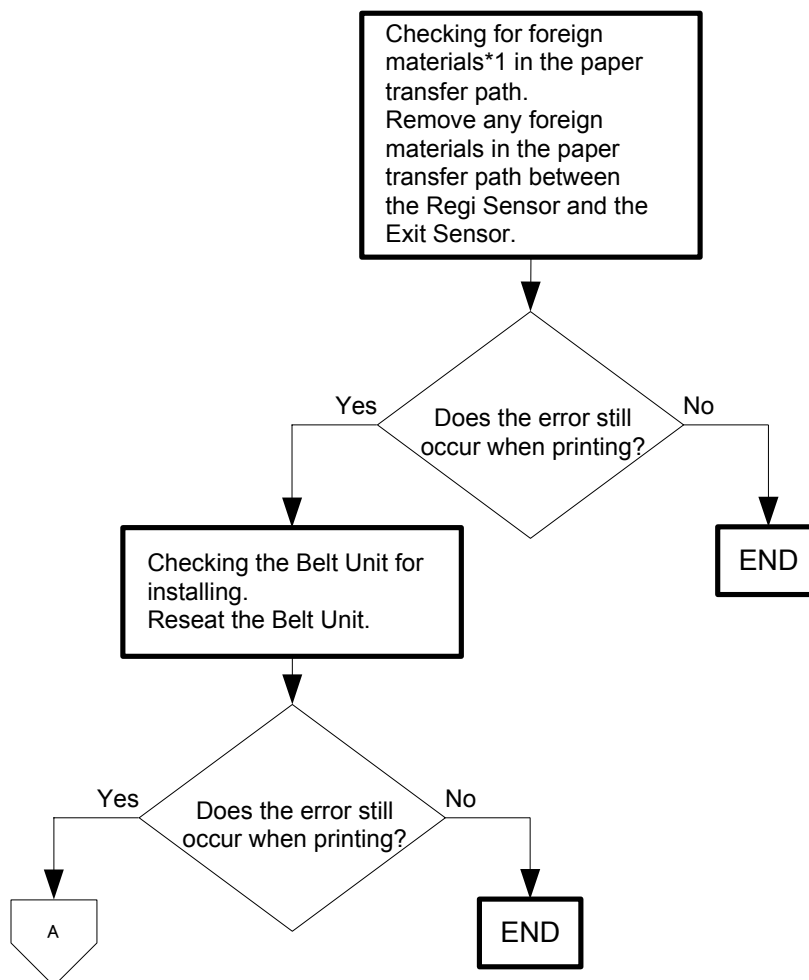 Checking for foreign
materials*1 in the paper
transfer path.
Remove any foreign
materials in the paper
transfer path between
the Regi Sensor and the
Exit Sensor.
Yes
No
Does the error still
occur when printing?
END
Checking the Belt Unit for
installing.
Reseat the Belt Unit.
Yes
No
Does the error still
occur when printing?
A
END